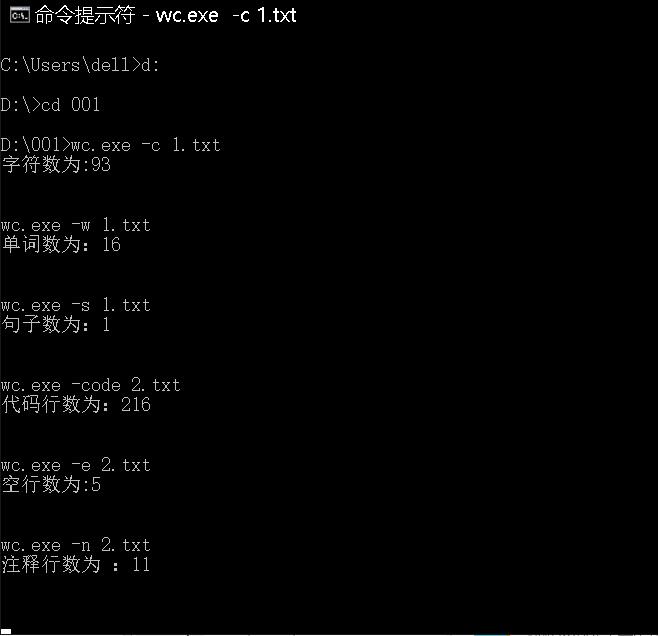 命令提示符 - wc.exe  -c 1.txt
C:\Users\dell>d:
D:\>cd 001
D:\001>wc.exe -c 1.txt
字符数为:93
wc.exe -w 1.txt
单词数为：16
wc.exe -s 1.txt
句子数为：1
wc.exe -code 2.txt
代码行数为：216
wc.exe -e 2.txt
空行数为:5
wc.exe -n 2.txt
注释行数为 ：11